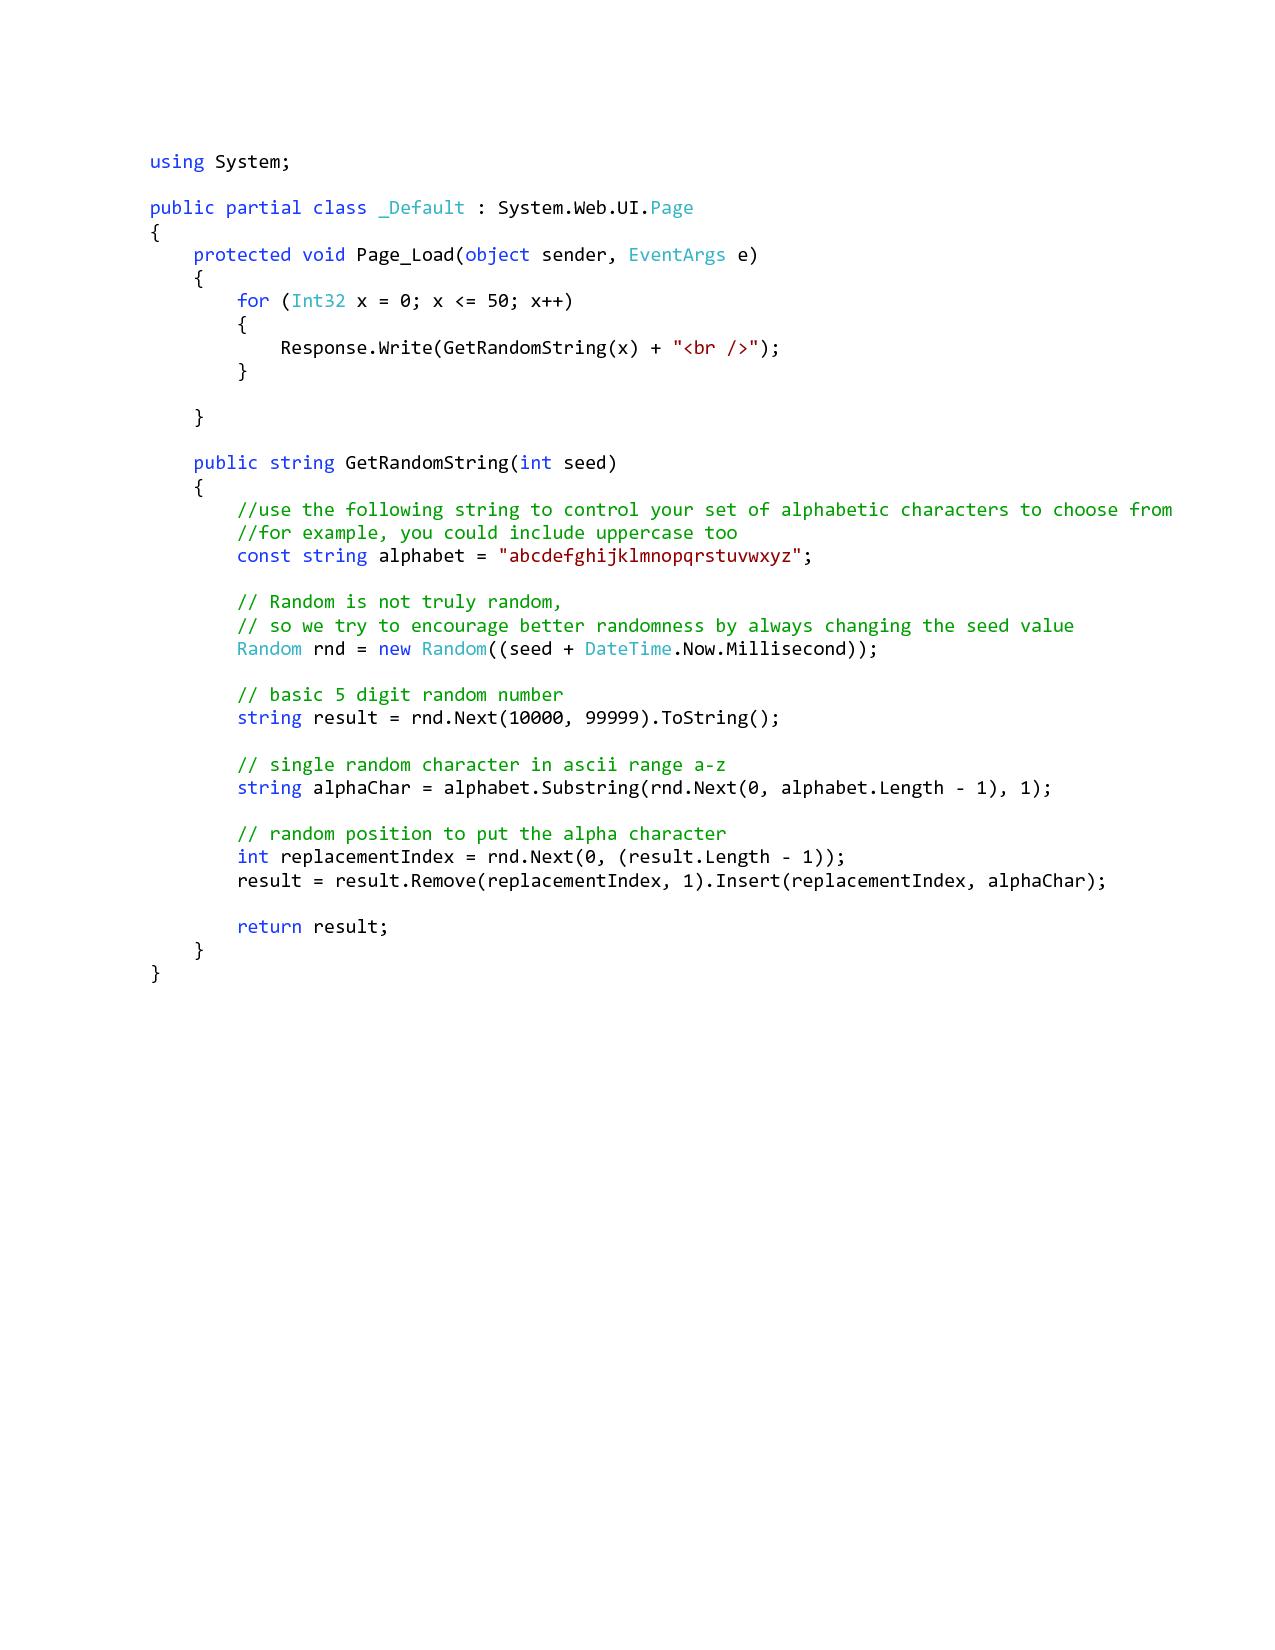 using System;

public partial class _Default : System.Web.UI.Page
{
    protected void Page_Load(object sender, EventArgs e)
    {
        for (Int32 x = 0; x <= 50; x++)
        {
            Response.Write(GetRandomString(x) + "<br />");
        }

    }

    public string GetRandomString(int seed)
    {
        //use the following string to control your set of alphabetic characters to choose from
        //for example, you could include uppercase too
        const string alphabet = "abcdefghijklmnopqrstuvwxyz";

        // Random is not truly random,
        // so we try to encourage better randomness by always changing the seed value
        Random rnd = new Random((seed + DateTime.Now.Millisecond));

        // basic 5 digit random number
        string result = rnd.Next(10000, 99999).ToString();

        // single random character in ascii range a-z
        string alphaChar = alphabet.Substring(rnd.Next(0, alphabet.Length - 1), 1);

        // random position to put the alpha character
        int replacementIndex = rnd.Next(0, (result.Length - 1));
        result = result.Remove(replacementIndex, 1).Insert(replacementIndex, alphaChar);

        return result;
    }
}